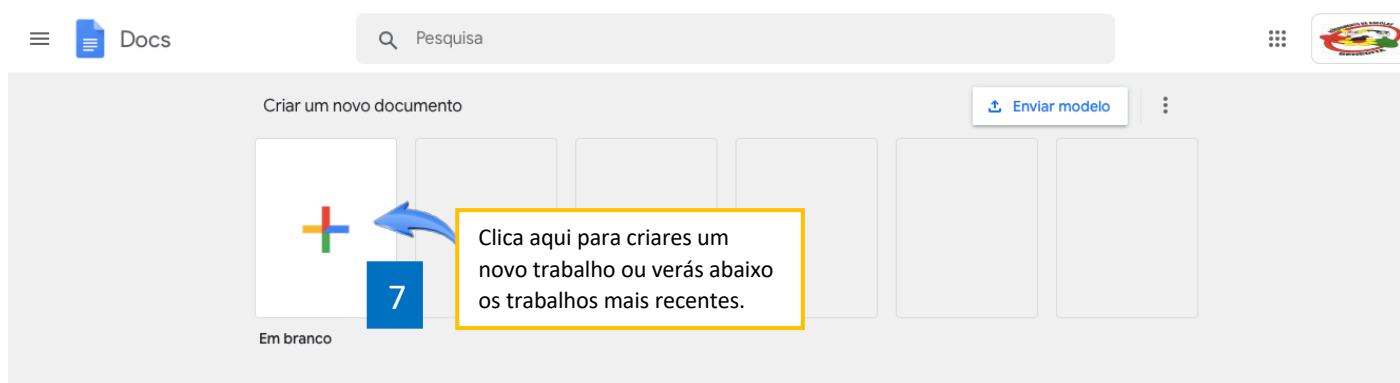 Docs
Pesquisa
Criar um novo documento
Enviar modelo
Clica aqui para criares um
novo trabalho ou verás abaixo
os trabalhos mais recentes.
7
Em branco